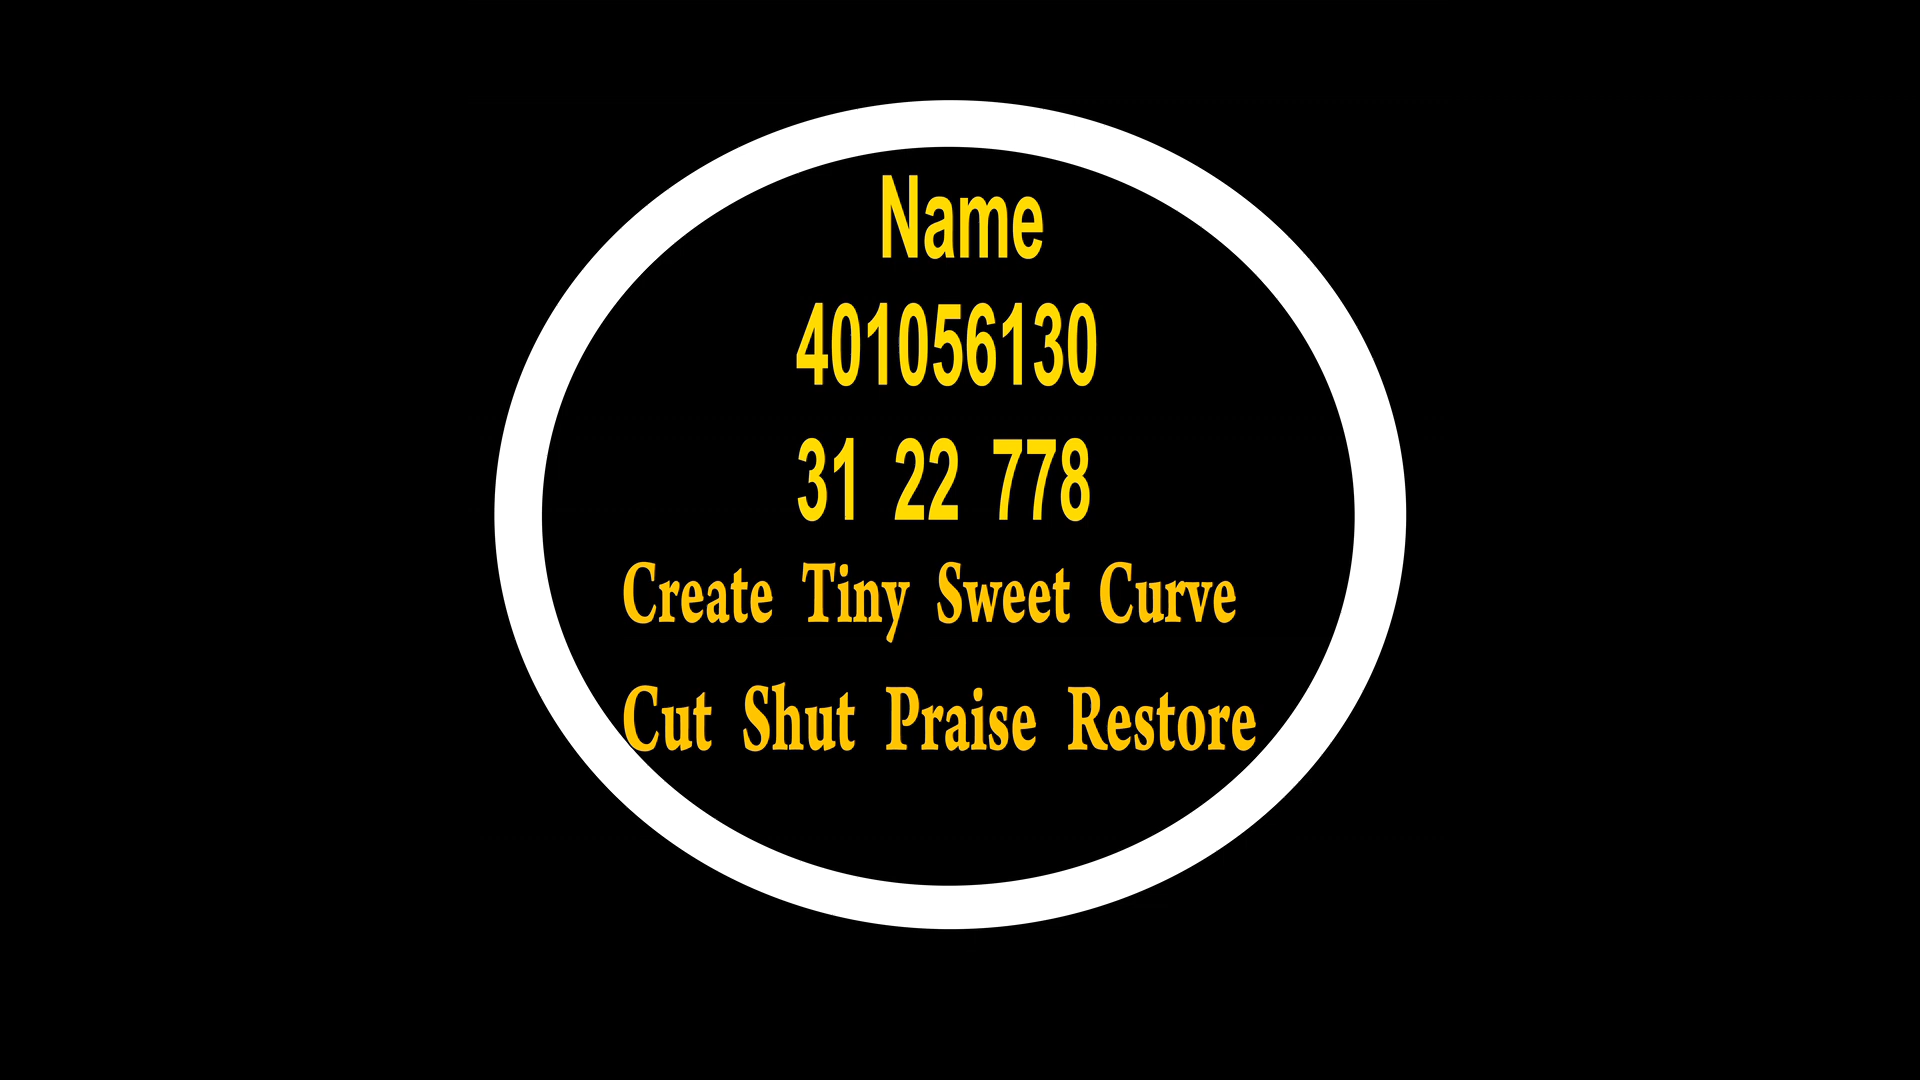 Name
401056130
31 22 778
Create Tiny Sweet Curve
Cut Shut Praise Restore